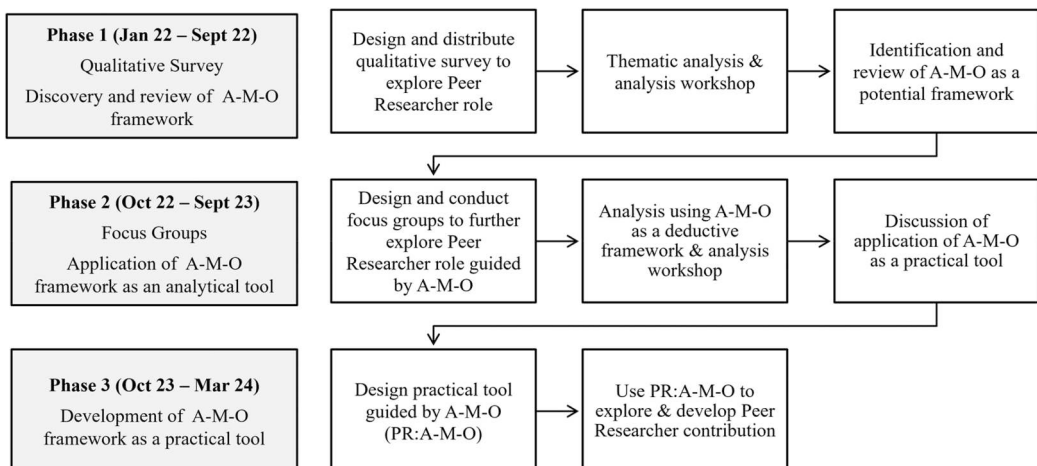 Phase 1 (Jan 22 – Sept 22)
Qualitative Survey
Discovery and review of A-M-O
framework
Design and distribute
qualitative survey to
explore Peer
Researcher role
Thematic analysis &
analysis workshop
Identification and
review of A-M-O as a
potential framework
Phase 2 (Oct 22 – Sept 23)
Focus Groups
Application of A-M-O
framework as an analytical tool
Design and conduct
focus groups to further
explore Peer
Researcher role guided
by A-M-O
Analysis using A-M-O
as a deductive
framework & analysis
workshop
Discussion of
application of A-M-O
as a practical tool
Phase 3 (Oct 23 – Mar 24)
Development of A-M-O
framework as a practical tool
Design practical tool
guided by A-M-O
(PR:A-M-O)
Use PR:A-M-O to
explore & develop Peer
Researcher contribution